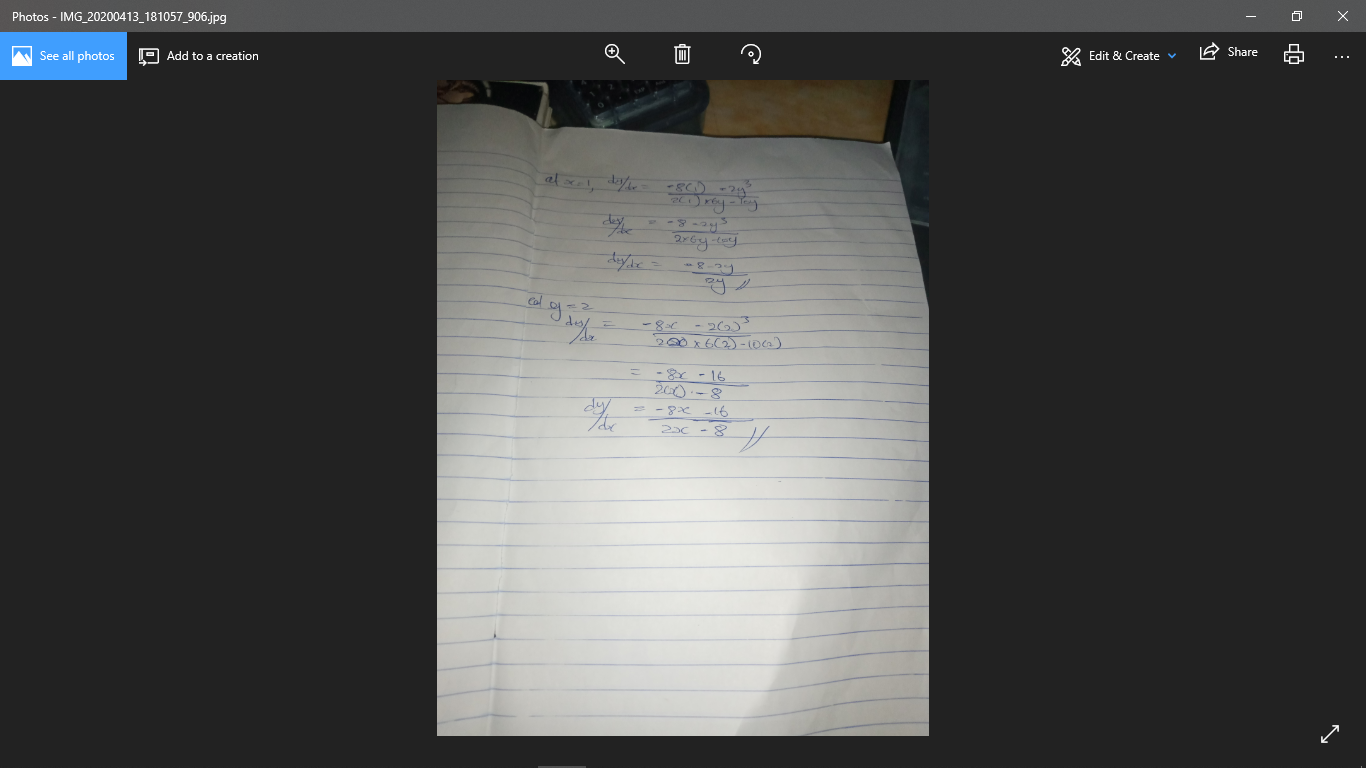 Photos - IMG_20200413_181057_906.jpg
See all photos
Add to a creation
Edit & Create
Share
at x=1, dy/dx = -8(1) - 2y³
2(1) x6y - 10y
dy/dx = -8 - 2y³
2x6y - 10y
dy/dx = -8-2y
2y //
at y = 2
dy/dx = -8x - 2(2)³
x 6(2) - 10(2)
= -8x - 16
2(x) - 8
dy/dx = -8x - 16
2x - 8 //